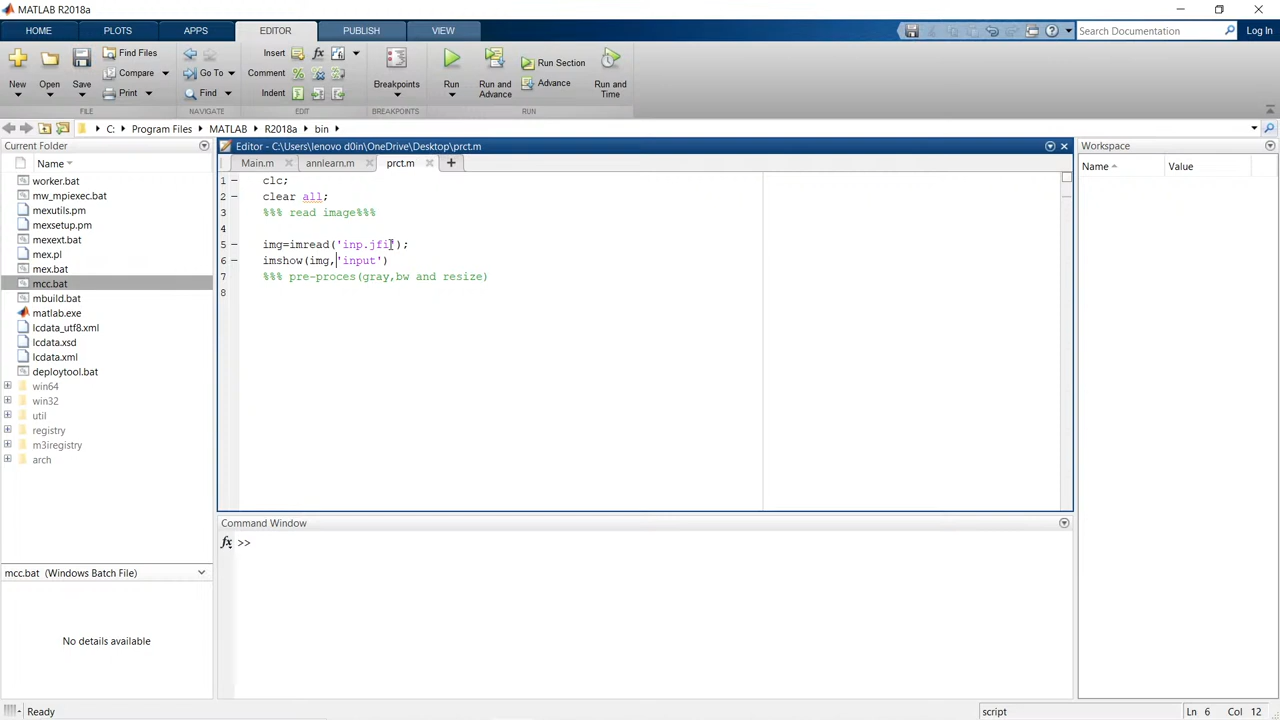 MATLAB R2018a
HOME PLOTS APPS EDITOR PUBLISH VIEW Search Documentation Log In
New Open Save Find Files Compare Print
Go To Find
Insert Comment Indent
Breakpoints Run Run and Advance Run Section Advance Run and Time
FILE NAVIGATE EDIT BREAKPOINTS RUN
C: Program Files MATLAB R2018a bin
Current Folder
Name
worker.bat
mw_mpiexec.bat
mexutils.pm
mexsetup.pm
mexext.bat
mex.pl
mex.bat
mcc.bat
mbuild.bat
matlab.exe
lcdata_utf8.xml
lcdata.xsd
lcdata.xml
deploytool.bat
win64
win32
util
registry
m3iregistry
arch
mcc.bat (Windows Batch File)
No details available
Editor - C:\Users\lenovo d0in\OneDrive\Desktop\prct.m
Main.m annlearn.m prct.m
1 clc;
2 clear all;
3 %%% read image%%%
4
5 img=imread('inp.jfi');
6 imshow(img,'input')
7 %%% pre-proces(gray,bw and resize)
8
Command Window
fx >>
Workspace
Name Value
Ready script Ln 6 Col 12